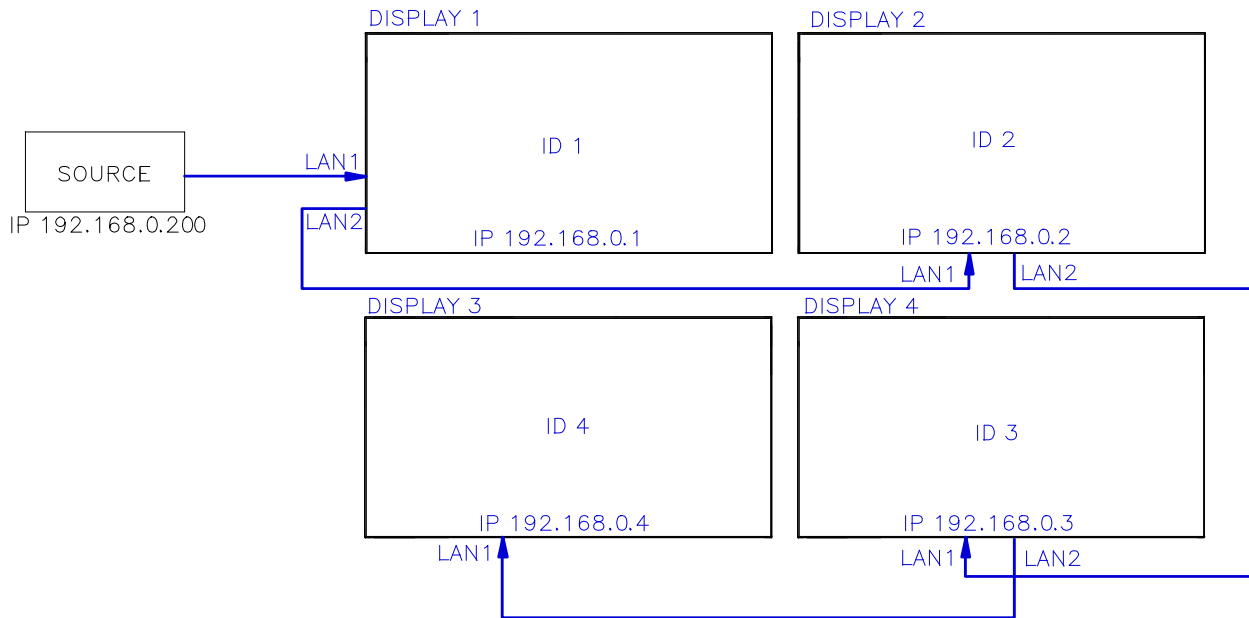 DISPLAY 1
DISPLAY 2
ID 1
ID 2
LAN1
SOURCE
IP 192.168.0.200
LAN2
IP 192.168.0.1
IP 192.168.0.2
LAN1
LAN2
DISPLAY 3
DISPLAY 4
ID 4
ID 3
IP 192.168.0.4
IP 192.168.0.3
LAN1
LAN1
LAN2